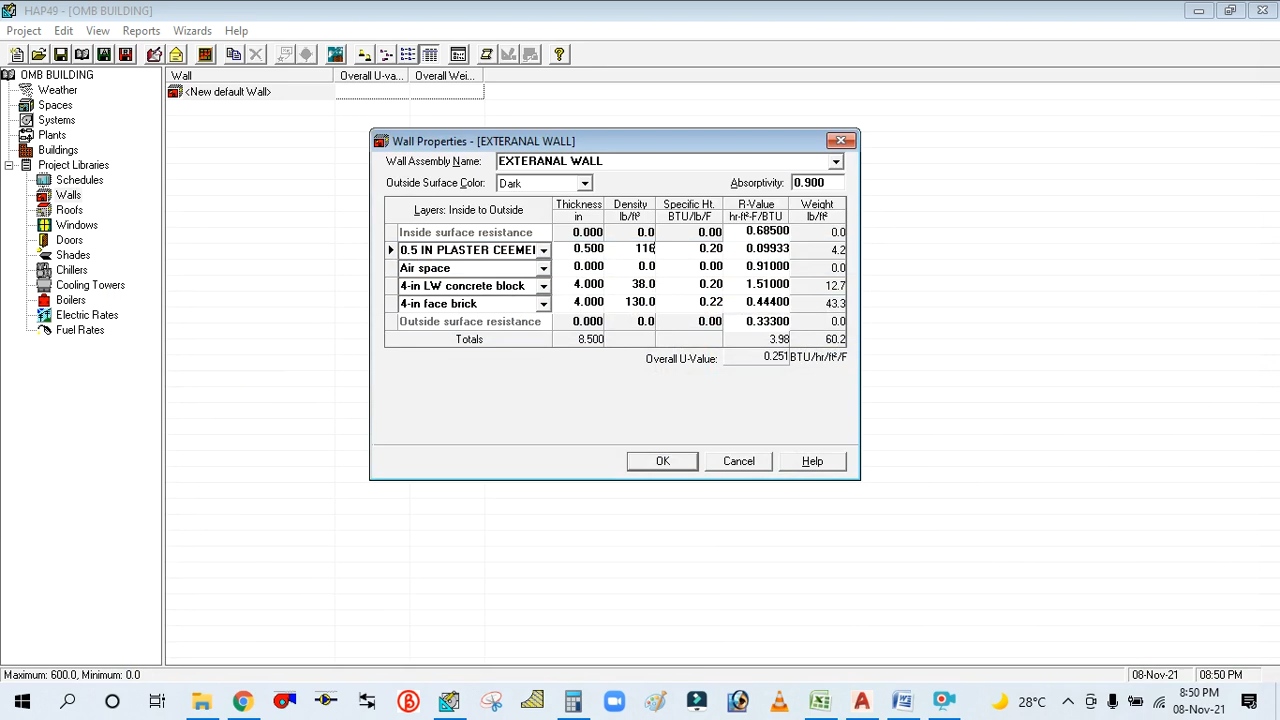 HAP49 - [OMB BUILDING]
Project Edit View Reports Wizards Help
OMB BUILDING
Weather
Spaces
Systems
Plants
Buildings
Project Libraries
Schedules
Walls
Roofs
Windows
Doors
Shades
Chillers
Cooling Towers
Boilers
Electric Rates
Fuel Rates
Wall Overall U-va... Overall Wei...
<New default Wall>
Wall Properties - [EXTERANAL WALL]
Wall Assembly Name: EXTERANAL WALL
Outside Surface Color: Dark Absorptivity: 0.900
Layers: Inside to Outside Thickness in Density lb/ft³ Specific Ht. BTU/lb/F R-Value hr-ft²-F/BTU Weight lb/ft²
Inside surface resistance 0.000 0.0 0.00 0.68500 0.0
0.5 IN PLASTER CEEMEI 0.500 116 0.20 0.09933 4.2
Air space 0.000 0.0 0.00 0.91000 0.0
4-in LW concrete block 4.000 38.0 0.20 1.51000 12.7
4-in face brick 4.000 130.0 0.22 0.44400 43.3
Outside surface resistance 0.000 0.0 0.00 0.33300 0.0
Totals 8.500 3.98 60.2
Overall U-Value: 0.251 BTU/hr/ft²/F
OK Cancel Help
Maximum: 600.0, Minimum: 0.0 08-Nov-21 08:50 PM
28°C 8:50 PM
08-Nov-21